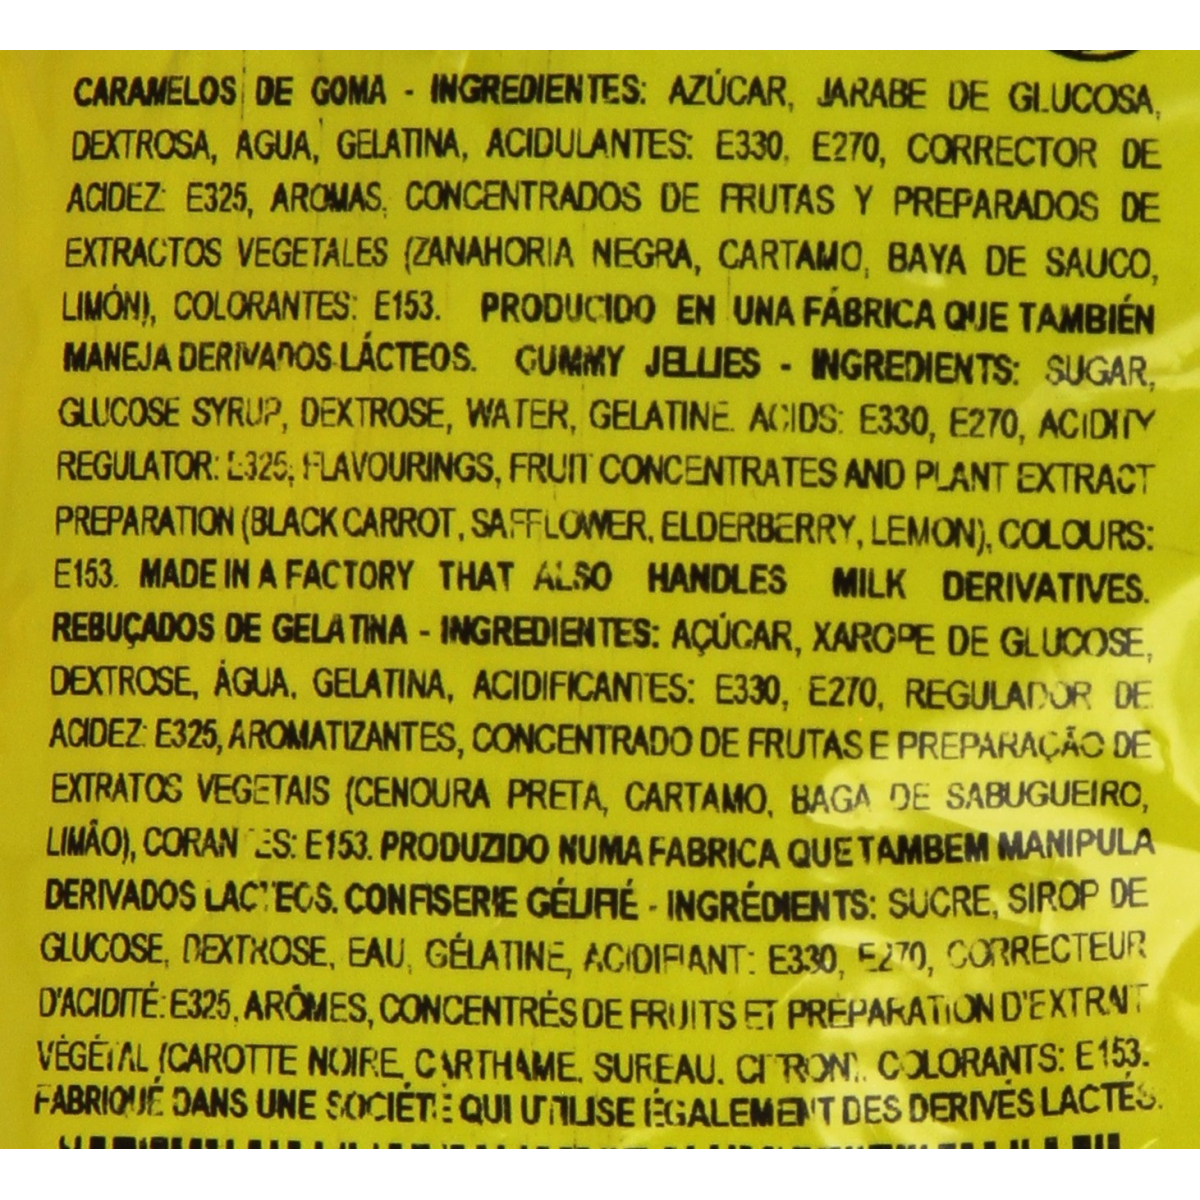 CARAMELOS DE GOMA - INGREDIENTES: AZÚCAR, JARABE DE GLUCOSA,
DEXTROSA, AGUA, GELATINA, ACIDULANTES: E330, E270, CORRECTOR DE
ACIDEZ: E325, AROMAS, CONCENTRADOS DE FRUTAS Y PREPARADOS DE
EXTRACTOS VEGETALES (ZANAHORIA NEGRA, CARTAMO, BAYA DE SAUCO,
LIMÓN), COLORANTES: E153. PRODUCIDO EN UNA FÁBRICA QUE TAMBIÉN
MANEJA DERIVADOS LÁCTEOS. GUMMY JELLIES - INGREDIENTS: SUGAR,
GLUCOSE SYRUP, DEXTROSE, WATER, GELATINE. ACIDS: E330, E270, ACIDITY
REGULATOR: E325, FLAVOURINGS, FRUIT CONCENTRATES AND PLANT EXTRACT
PREPARATION (BLACK CARROT, SAFFLOWER, ELDERBERRY, LEMON), COLOURS:
E153. MADE IN A FACTORY THAT ALSO HANDLES MILK DERIVATIVES.
REBUÇADOS DE GELATINA - INGREDIENTES: AÇÚCAR, XAROPE DE GLUCOSE,
DEXTROSE, ÁGUA, GELATINA, ACIDIFICANTES: E330, E270, REGULADOR DE
ACIDEZ: E325, AROMATIZANTES, CONCENTRADO DE FRUTAS E PREPARAÇÃO DE
EXTRATOS VEGETAIS (CENOURA PRETA, CARTAMO, BAGA DE SABUGUEIRO,
LIMÃO), CORANTES: E153. PRODUZIDO NUMA FABRICA QUE TAMBEM MANIPULA
DERIVADOS LACTEOS. CONFISERIE GÉLIFIÉ - INGRÉDIENTS: SUCRE, SIROP DE
GLUCOSE, DEXTROSE, EAU, GÉLATINE, ACIDIFIANT: E330, E270, CORRECTEUR
D'ACIDITÉ: E325, ARÔMES, CONCENTRÉS DE FRUITS ET PRÉPARATION D'EXTRAIT
VÉGÉTAL (CAROTTE NOIRE, CARTHAME, SUREAU, CITRON), COLORANTS: E153.
FABRIQUÉ DANS UNE SOCIÉTÉ QUI UTILISE ÉGALEMENT DES DERIVÉS LACTÉS.